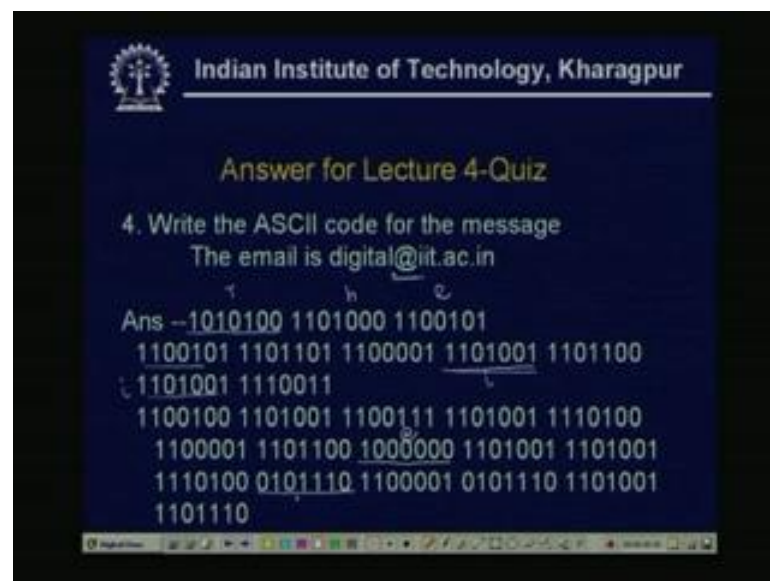 Indian Institute of Technology, Kharagpur
Answer for Lecture 4-Quiz
4. Write the ASCII code for the message
The email is digital@iit.ac.in
T h e
Ans --1010100 1101000 1100101
1100101 1101101 1100001 1101001 1101100
i 1101001 1110011
i
1100100 1101001 1100111 1101001 1110100
@
1100001 1101100 1000000 1101001 1101001
1110100 0101110 1100001 0101110 1101001
.
1101110